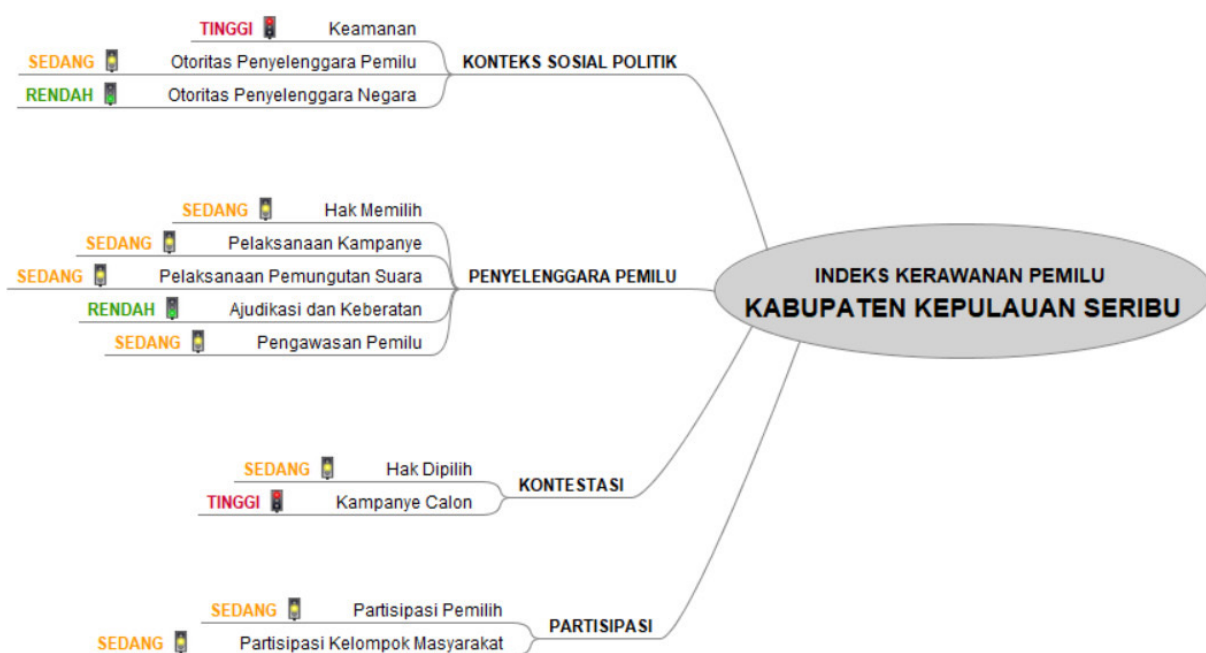 TINGGI Keamanan
SEDANG Otoritas Penyelenggara Pemilu
RENDAH Otoritas Penyelenggara Negara
KONTEKS SOSIAL POLITIK
SEDANG Hak Memilih
SEDANG Pelaksanaan Kampanye
SEDANG Pelaksanaan Pemungutan Suara
RENDAH Ajudikasi dan Keberatan
SEDANG Pengawasan Pemilu
PENYELENGGARA PEMILU
INDEKS KERAWANAN PEMILU
KABUPATEN KEPULAUAN SERIBU
SEDANG Hak Dipilih
TINGGI Kampanye Calon
KONTESTASI
SEDANG Partisipasi Pemilih
SEDANG Partisipasi Kelompok Masyarakat
PARTISIPASI